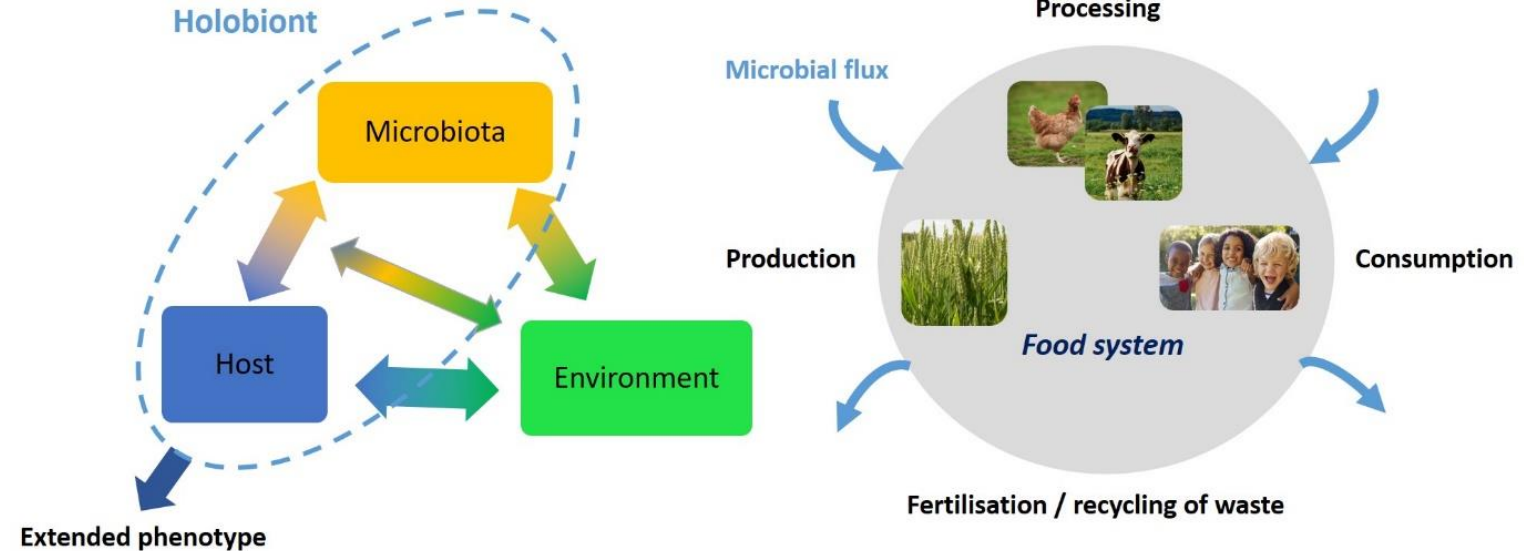 Holobiont
Microbiota
Host
Environment
Extended phenotype
Processing
Microbial flux
Production
Consumption
Food system
Fertilisation / recycling of waste